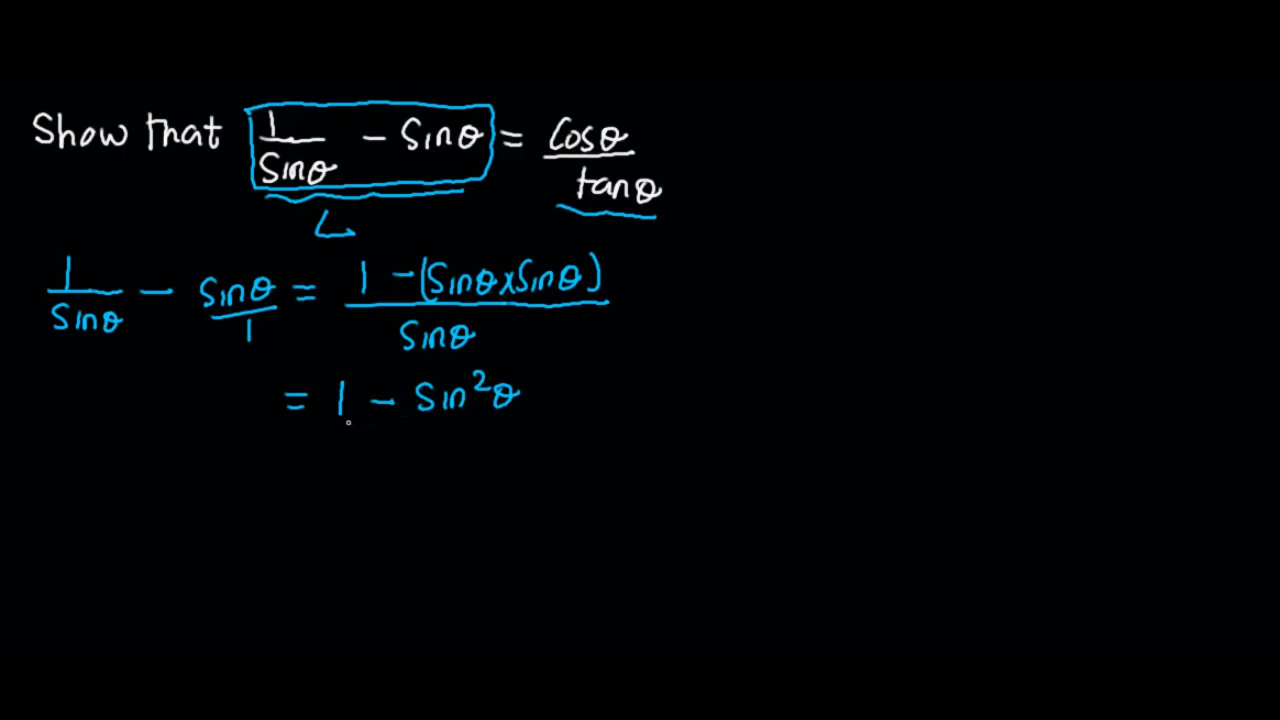 Show that 1/sinθ - sinθ = cosθ/tanθ
1/sinθ - sinθ/1 = 1 - (sinθ x sinθ)/sinθ
= 1 - sin²θ